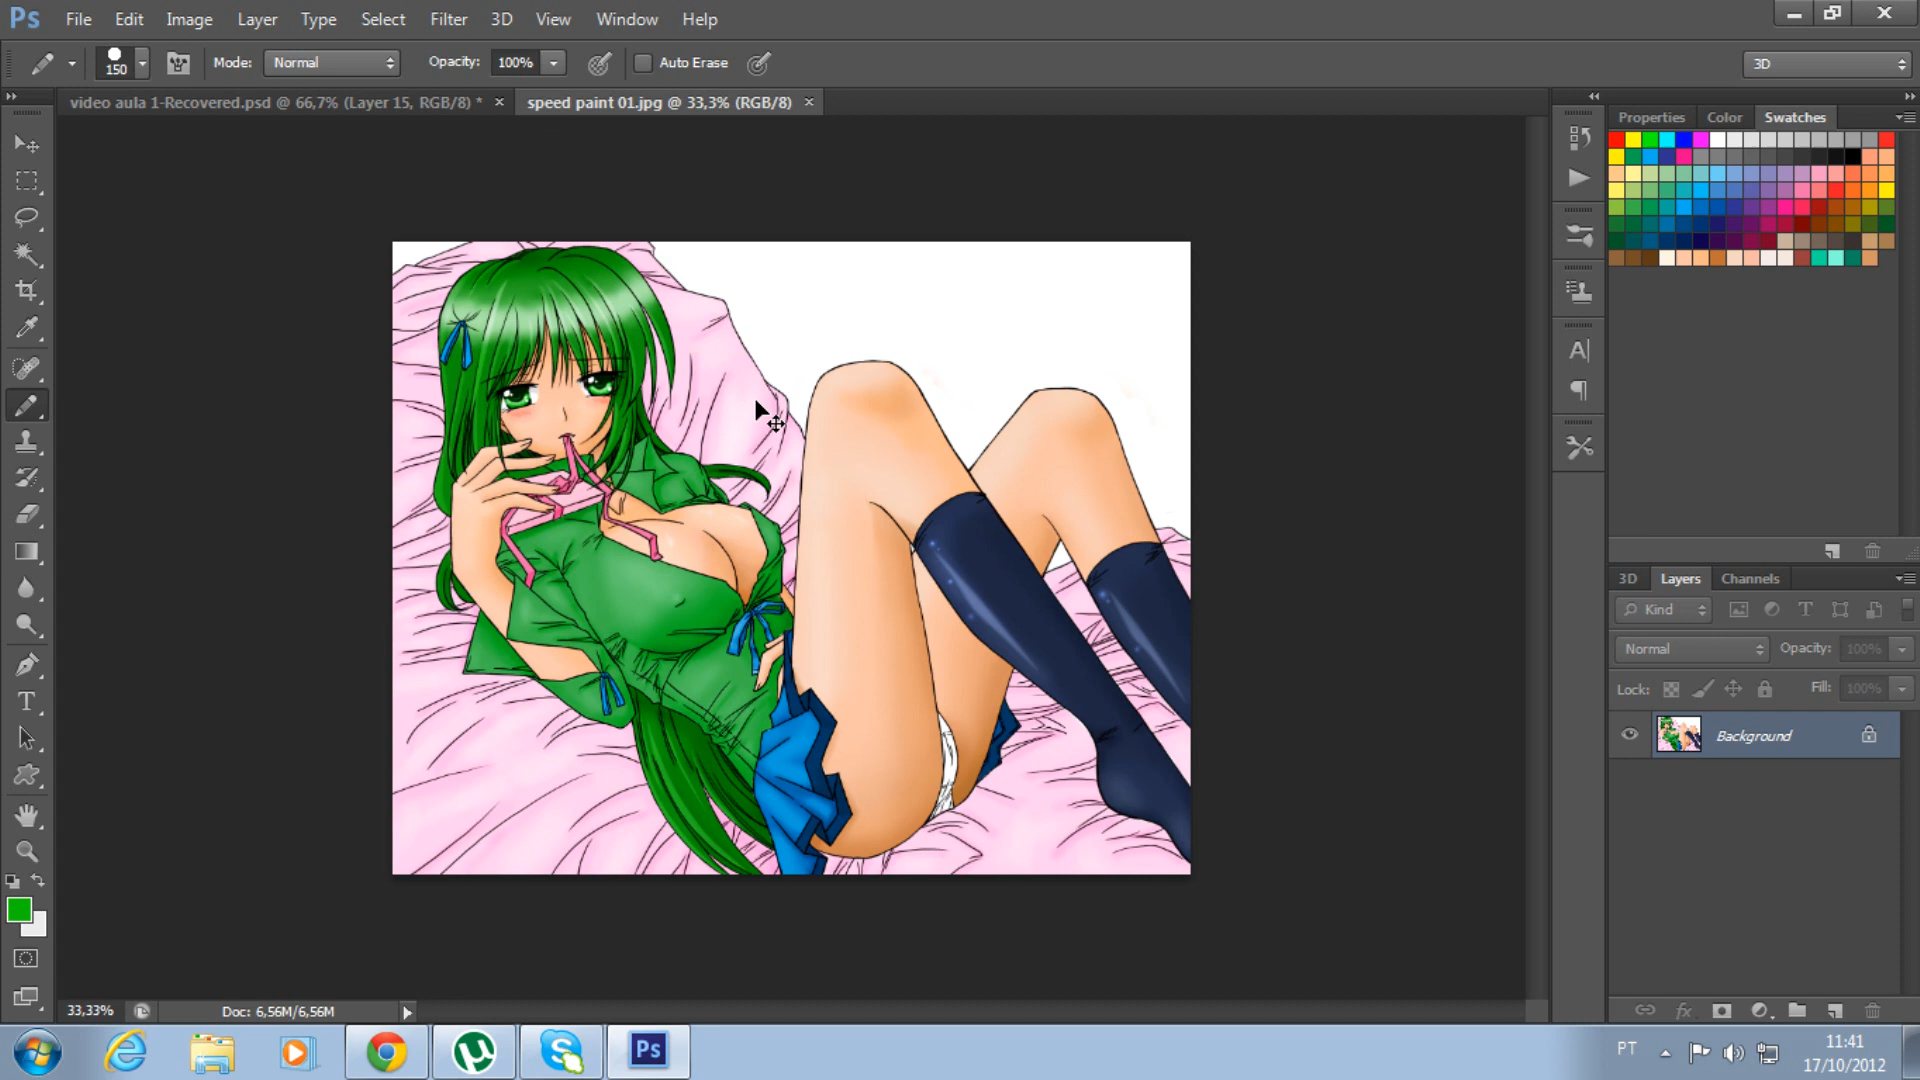 Ps File Edit Image Layer Type Select Filter 3D View Window Help
150 Mode: Normal Opacity: 100% Auto Erase 3D
video aula 1-Recovered.psd @ 66,7% (Layer 15, RGB/8) * × speed paint 01.jpg @ 33,3% (RGB/8) ×
Properties Color Swatches
3D Layers Channels
Kind
Normal Opacity: 100%
Lock: Fill: 100%
Background
33,33% Doc: 6,56M/6,56M
Ps PT 11:41
17/10/2012